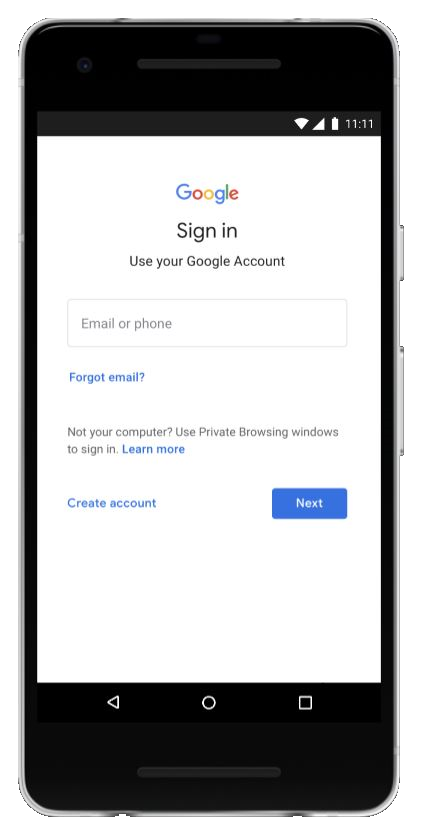 11:11
Google
Sign in
Use your Google Account
Email or phone
Forgot email?
Not your computer? Use Private Browsing windows
to sign in. Learn more
Create account
Next